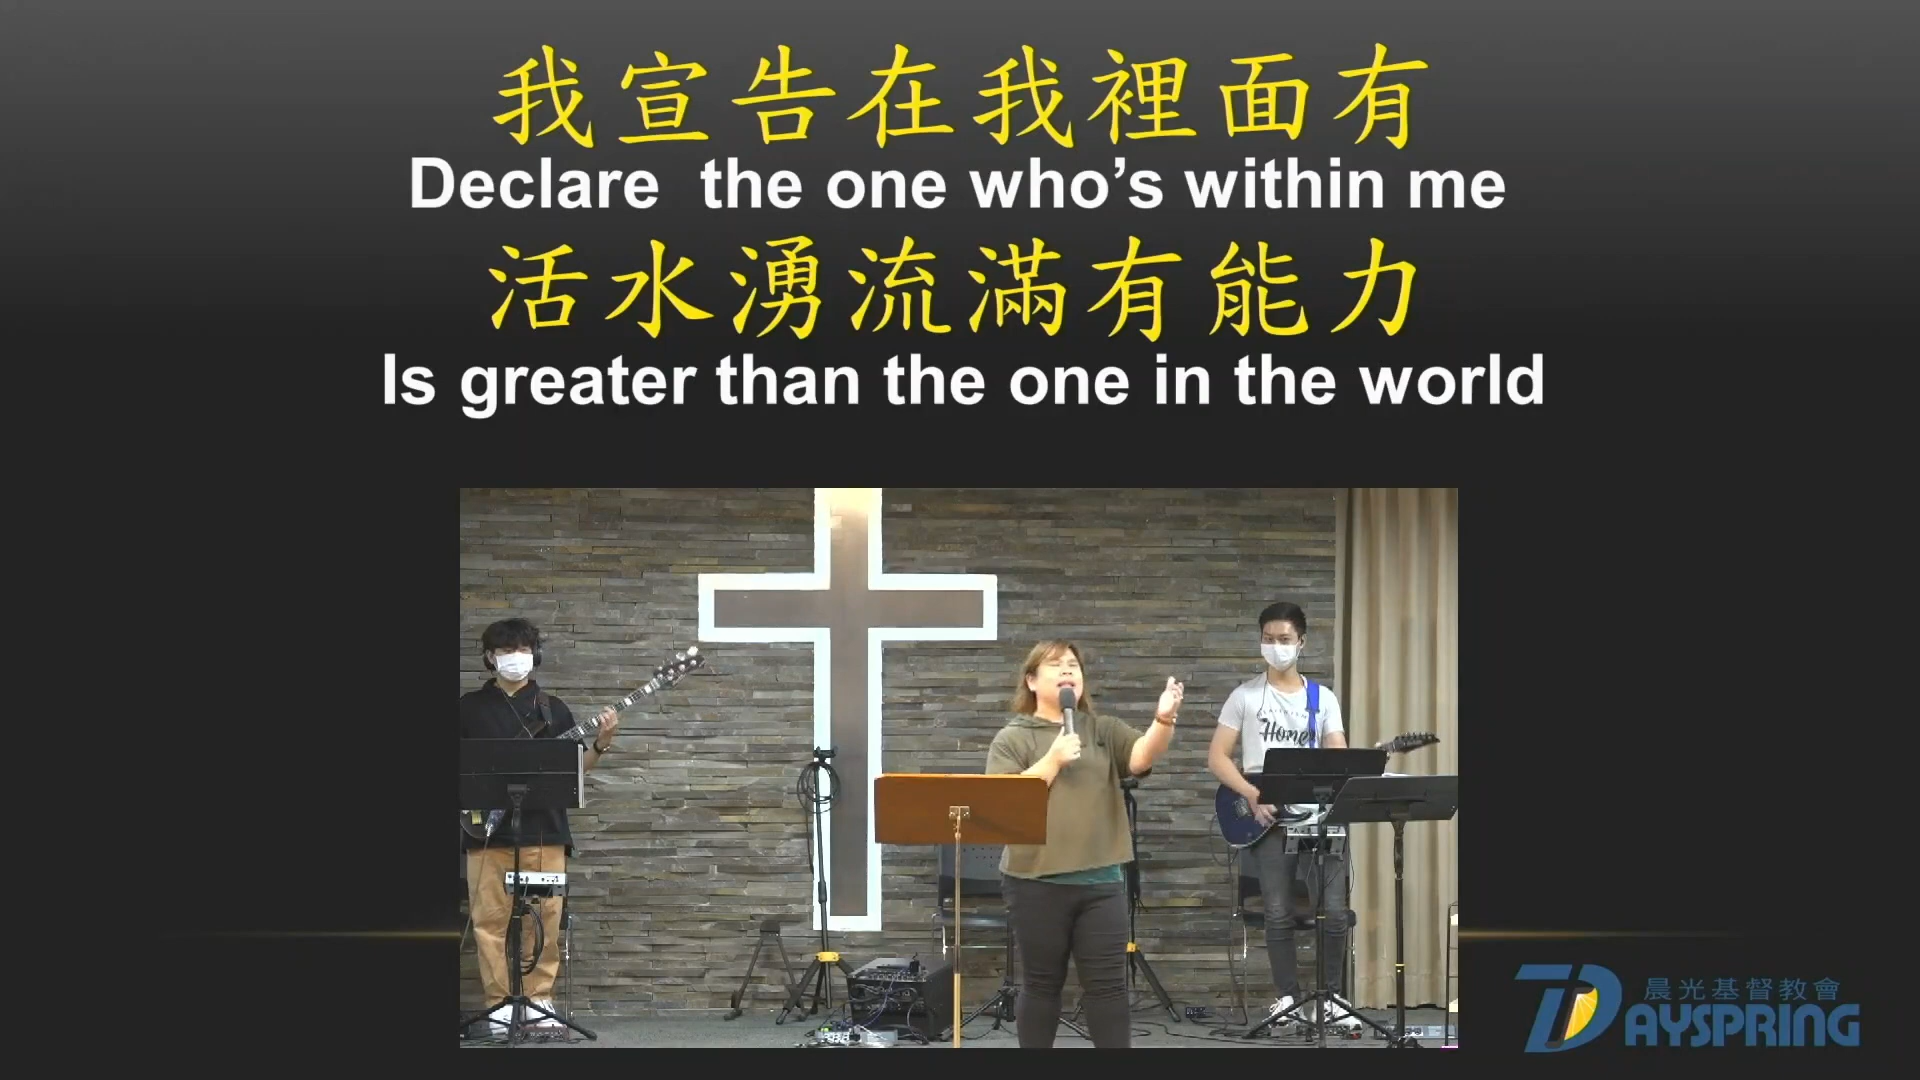 我宣告在我裡面有
Declare  the one who’s within me
活水湧流滿有能力
Is greater than the one in the world
Home
晨光基督教會
DAYSPRING